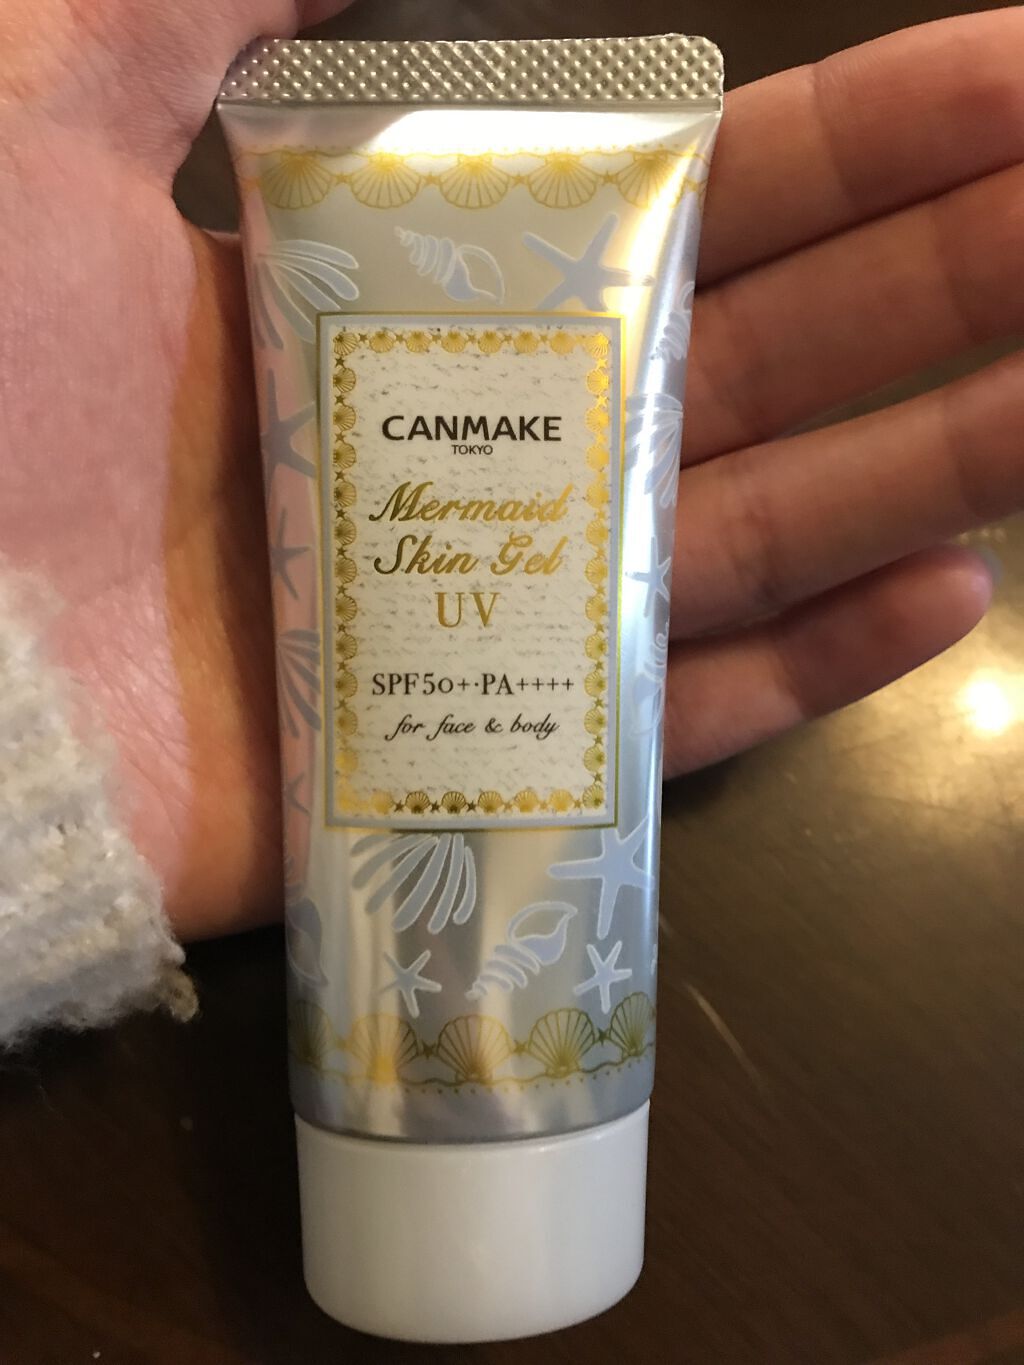 CANMAKE
TOKYO
Mermaid
Skin Gel
UV
SPF50+·PA++++
for face & body